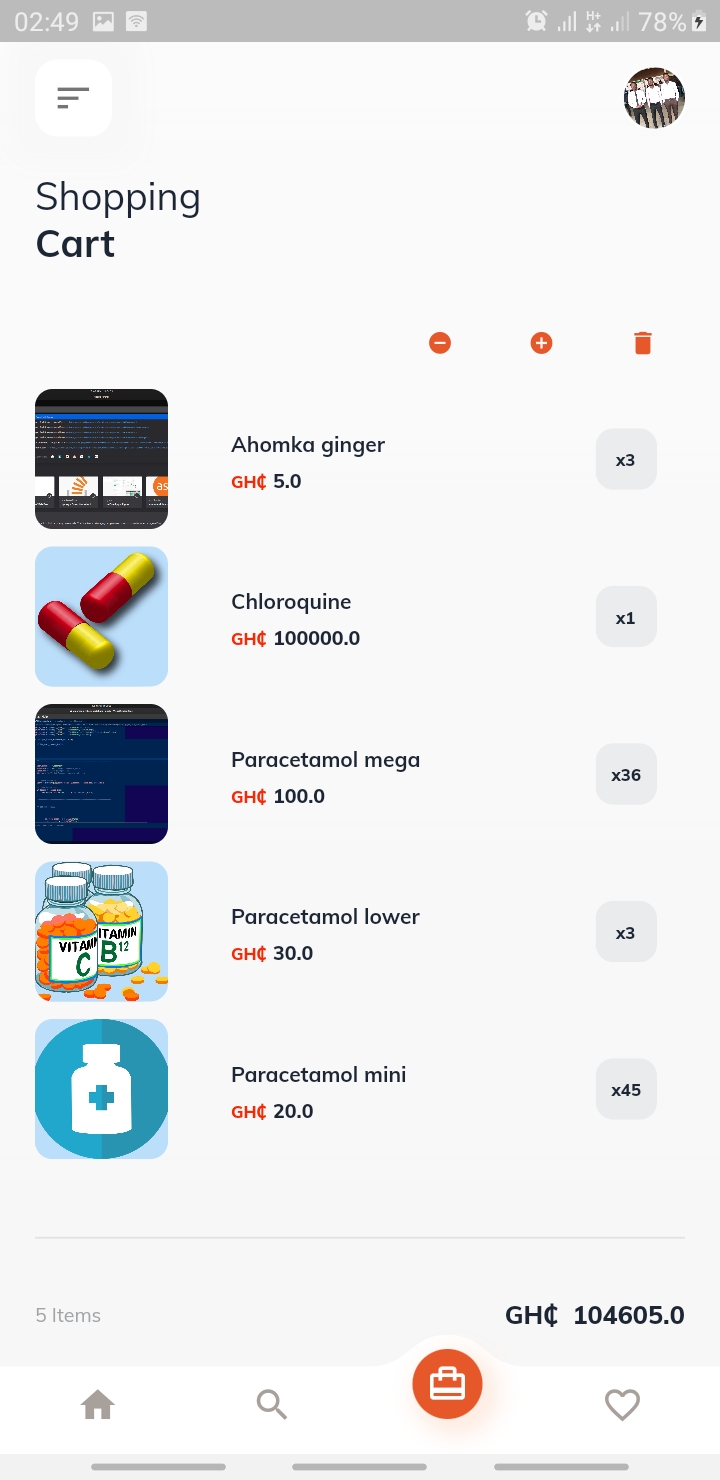 02:49
H+
78%
Shopping
Cart
Ahomka ginger
GH₵ 5.0
x3
Chloroquine
GH₵ 100000.0
x1
Paracetamol mega
GH₵ 100.0
x36
VITAMIN
C
ITAMIN
B12
Paracetamol lower
GH₵ 30.0
x3
Paracetamol mini
GH₵ 20.0
x45
5 Items
GH₵ 104605.0